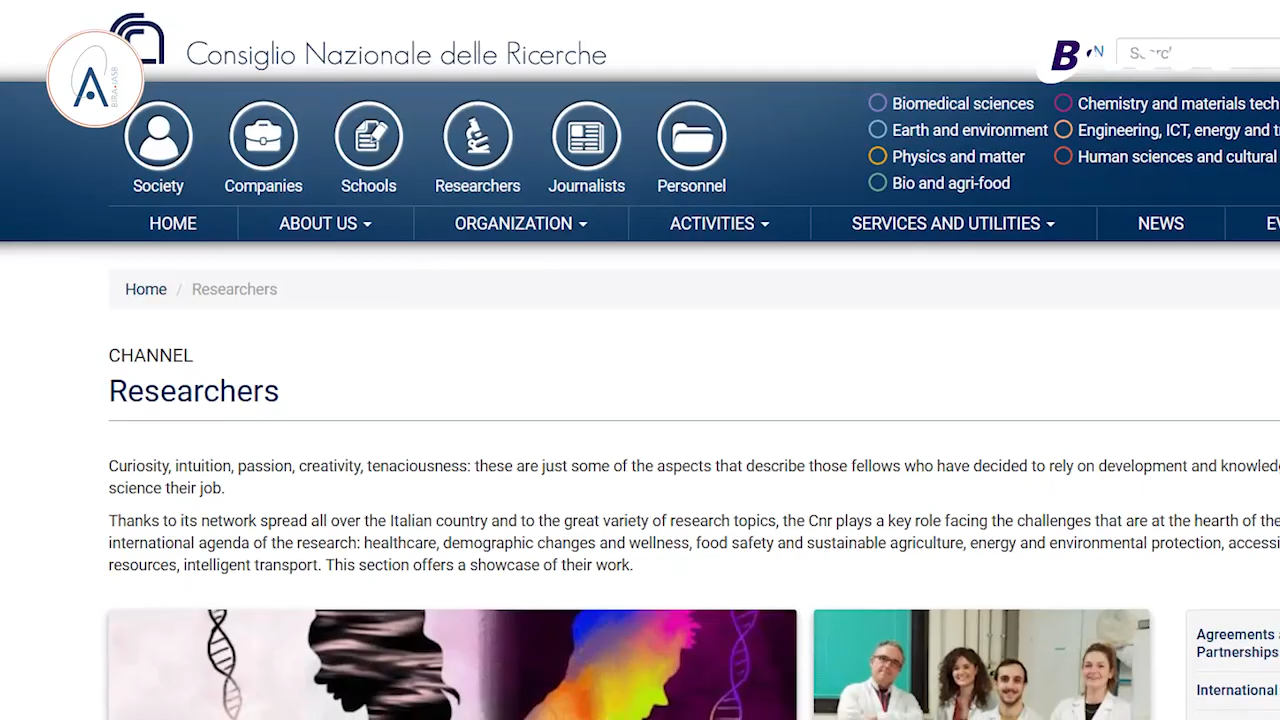 Consiglio Nazionale delle Ricerche
BIRA-IASB
B
N
Society
Companies
Schools
Researchers
Journalists
Personnel
Biomedical sciences
Chemistry and materials tech
Earth and environment
Engineering, ICT, energy and t
Physics and matter
Human sciences and cultural
Bio and agri-food
HOME
ABOUT US
ORGANIZATION
ACTIVITIES
SERVICES AND UTILITIES
NEWS
Home / Researchers
CHANNEL
Researchers
Curiosity, intuition, passion, creativity, tenaciousness: these are just some of the aspects that describe those fellows who have decided to rely on development and knowled
science their job.
Thanks to its network spread all over the Italian country and to the great variety of research topics, the Cnr plays a key role facing the challenges that are at the hearth of the
international agenda of the research: healthcare, demographic changes and wellness, food safety and sustainable agriculture, energy and environmental protection, accessi
resources, intelligent transport. This section offers a showcase of their work.
Agreements
Partnerships
International